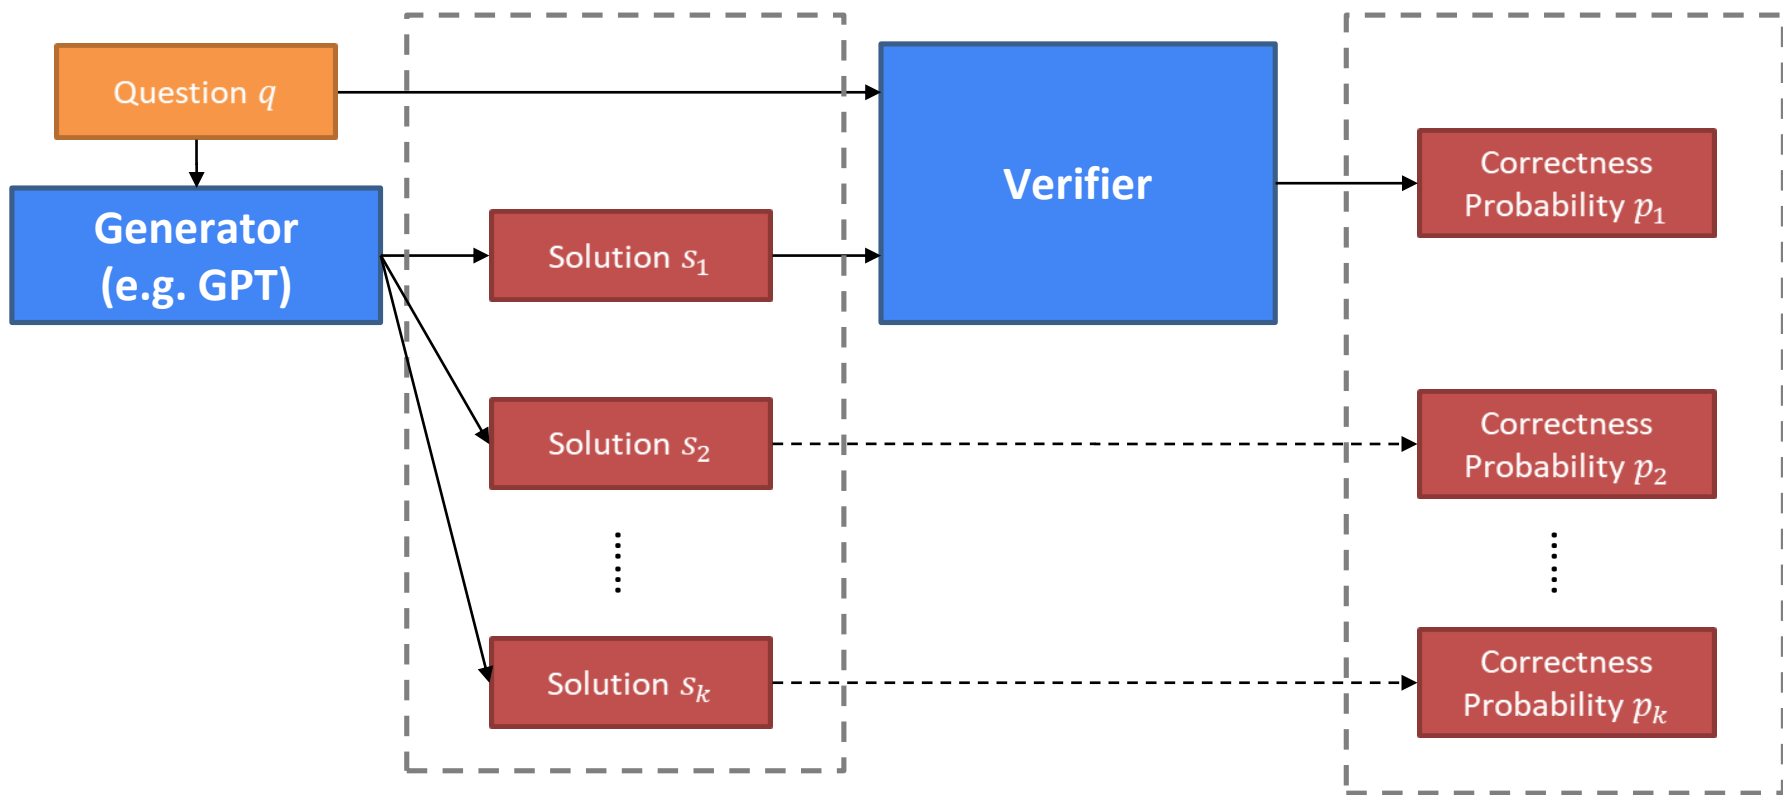 Question q
Generator
(e.g. GPT)
Solution s₁
Solution s₂
Solution sₖ
Verifier
Correctness
Probability p₁
Correctness
Probability p₂
Correctness
Probability pₖ